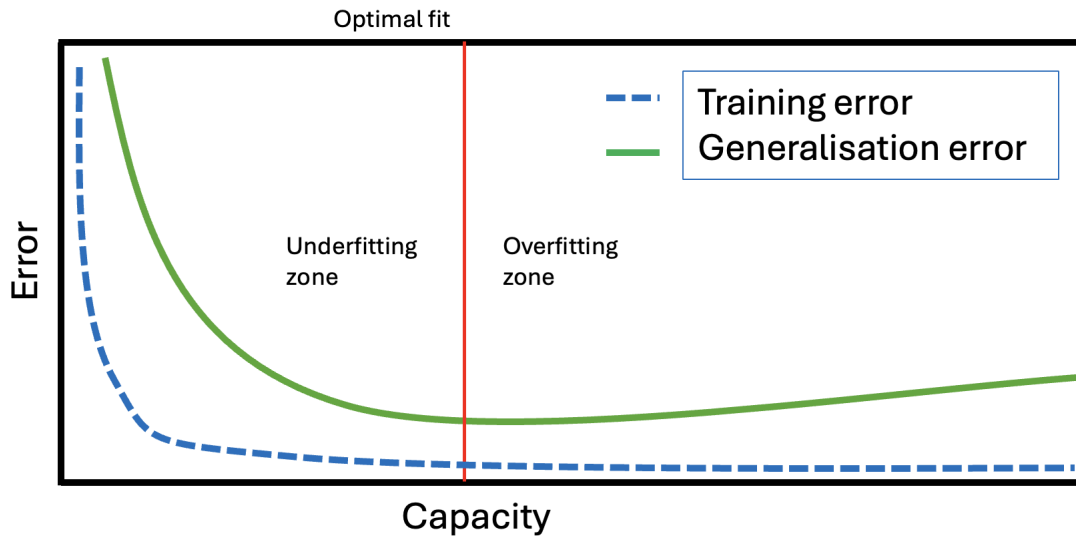 Optimal fit
Training error
Generalisation error
Underfitting
zone
Overfitting
zone
Error
Capacity